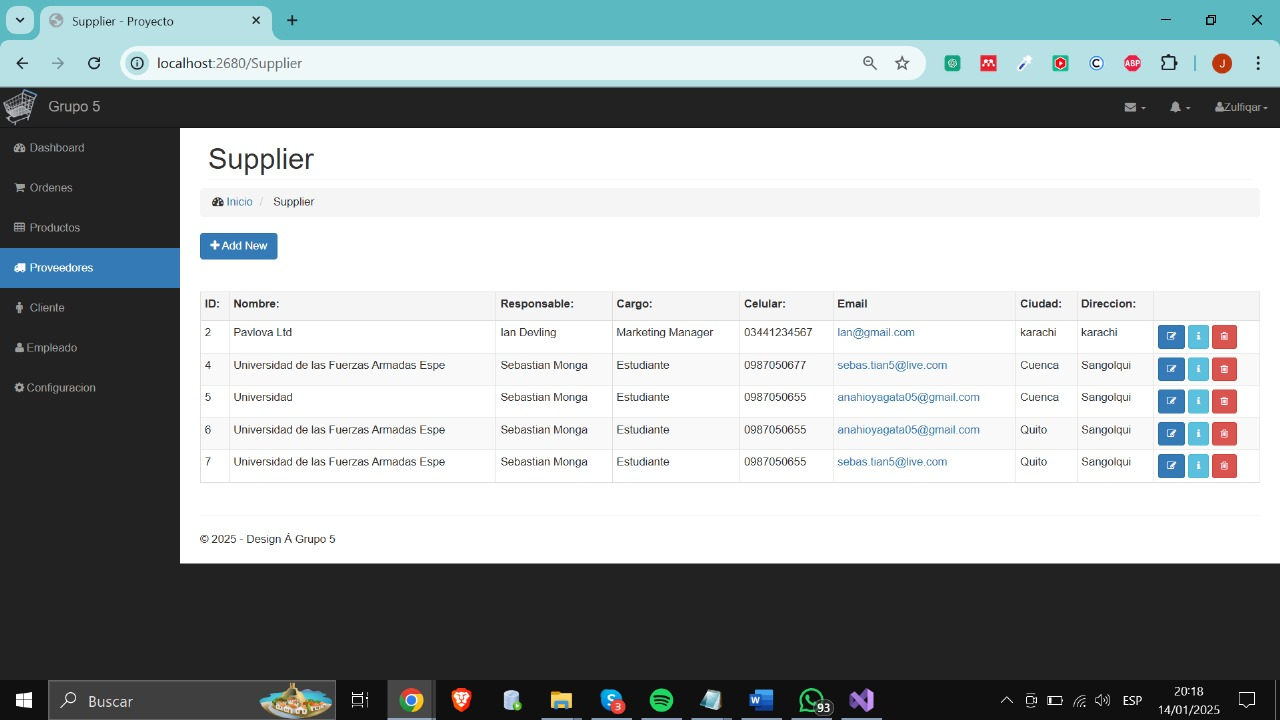 Supplier - Proyecto
localhost:2680/Supplier
ABP
J
Grupo 5
Zulfiqar
Dashboard
Ordenes
Productos
Proveedores
Cliente
Empleado
Configuracion
Supplier
Inicio / Supplier
Add New
ID: Nombre: Responsable: Cargo: Celular: Email Ciudad: Direccion:
2 Pavlova Ltd Ian Devling Marketing Manager 03441234567 Ian@gmail.com karachi karachi
4 Universidad de las Fuerzas Armadas Espe Sebastian Monga Estudiante 0987050677 sebas.tian5@live.com Cuenca Sangolqui
5 Universidad Sebastian Monga Estudiante 0987050655 anahioyagata05@gmail.com Cuenca Sangolqui
6 Universidad de las Fuerzas Armadas Espe Sebastian Monga Estudiante 0987050655 anahioyagata05@gmail.com Quito Sangolqui
7 Universidad de las Fuerzas Armadas Espe Sebastian Monga Estudiante 0987050655 sebas.tian5@live.com Quito Sangolqui
© 2025 - Design Á Grupo 5
Buscar
3
93
ESP
20:18
14/01/2025